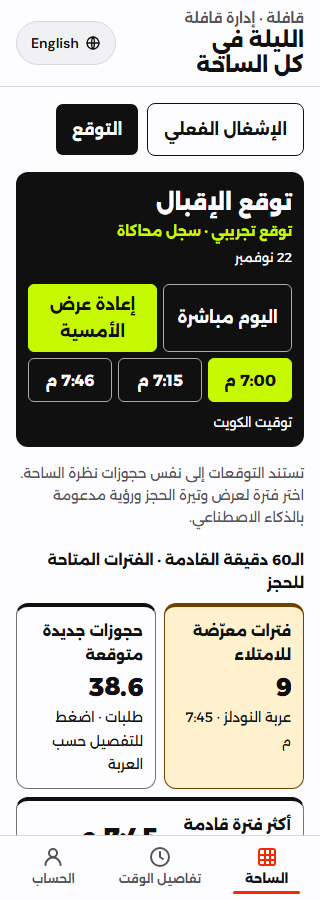 قافلة · إدارة قافلة
الليلة في
كل الساحة
English
الإشغال الفعلي
التوقع
توقع الإقبال
توقع تجريبي · سجل محاكاة
22 نوفمبر
اليوم مباشرة
إعادة عرض
الأمسية
7:00 م
7:15 م
7:46 م
توقيت الكويت
تستند التوقعات إلى نفس حجوزات نظرة الساحة.
اختر فترة لعرض وتيرة الحجز ورؤية مدعومة
بالذكاء الاصطناعي.
الـ60 دقيقة القادمة · الفترات المتاحة
للحجز
فترات معرّضة
للامتلاء
9
عربة النودلز · 7:45
م
حجوزات جديدة
متوقعة
38.6
طلبات · اضغط
للتفصيل حسب
العربة
أكثر فترة قادمة
الساحة
تفاصيل الوقت
الحساب